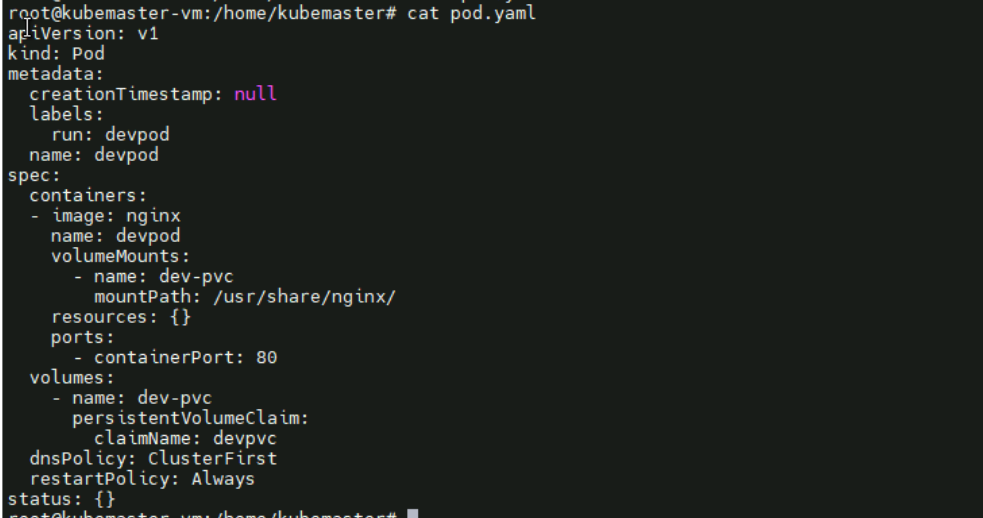 root@kubemaster-vm:/home/kubemaster# cat pod.yaml
apiVersion: v1
kind: Pod
metadata:
  creationTimestamp: null
  labels:
    run: devpod
  name: devpod
spec:
  containers:
  - image: nginx
    name: devpod
    volumeMounts:
      - name: dev-pvc
        mountPath: /usr/share/nginx/
    resources: {}
    ports:
      - containerPort: 80
  volumes:
    - name: dev-pvc
      persistentVolumeClaim:
        claimName: devpvc
  dnsPolicy: ClusterFirst
  restartPolicy: Always
status: {}
root@kubemaster-vm:/home/kubemaster#